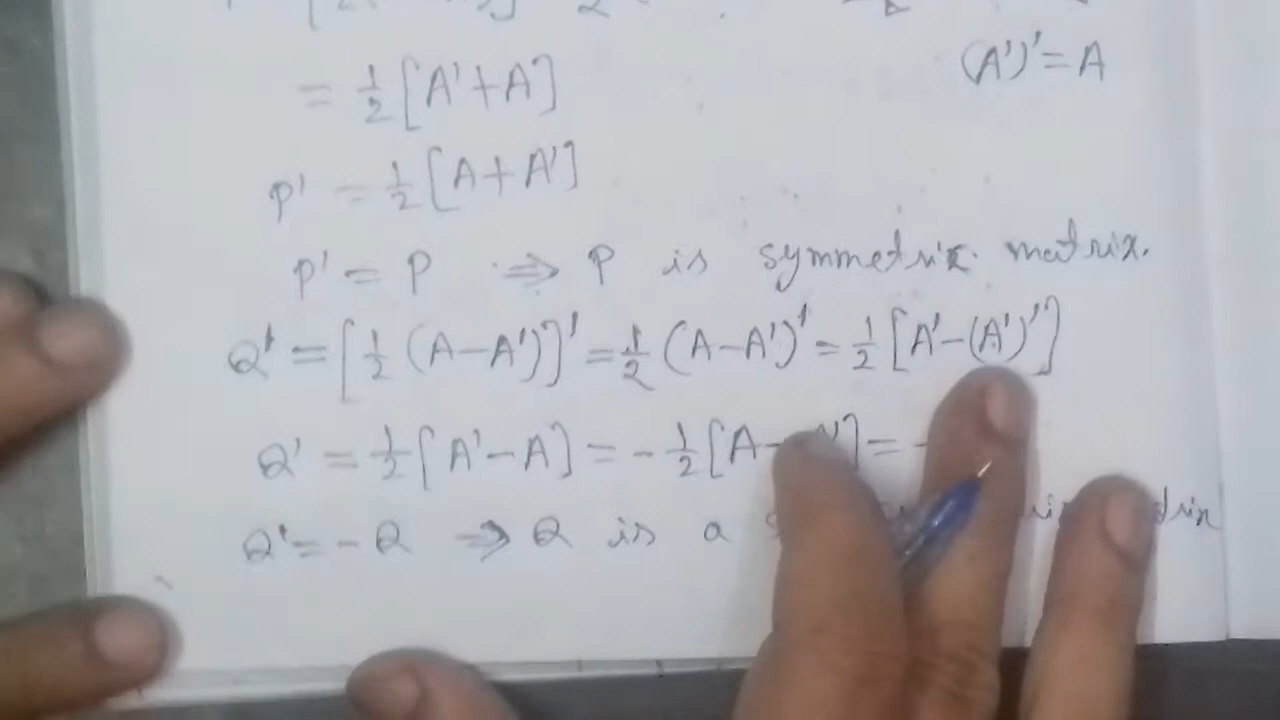 (A')' = A
= 1/2 [A' + A]
P' = 1/2 [A + A']
P' = P ⇒ P is symmetric matrix.
Q' = [1/2 (A - A')]' = 1/2 (A - A')' = 1/2 [A' - (A')']
Q' = 1/2 [A' - A] = - 1/2 [A - A'] = -
Q' = - Q ⇒ Q is a